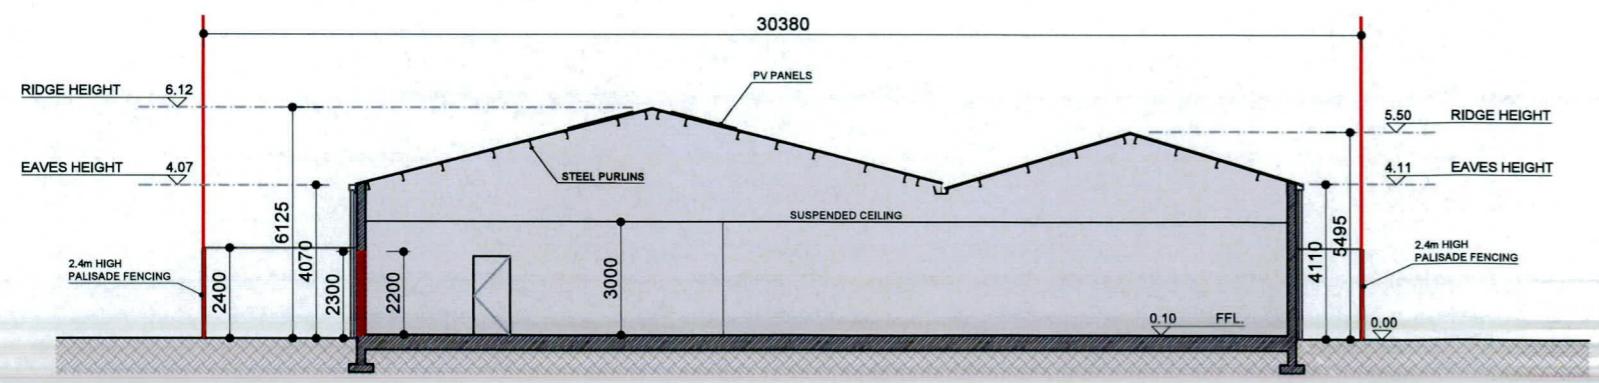 30380
RIDGE HEIGHT 6.12
PV PANELS
5.50 RIDGE HEIGHT
EAVES HEIGHT 4.07
STEEL PURLINS
4.11 EAVES HEIGHT
SUSPENDED CEILING
6125
4070
2400
2300
2200
3000
4110
5495
2.4m HIGH
PALISADE FENCING
2.4m HIGH
PALISADE FENCING
0.10 FFL.
0.00